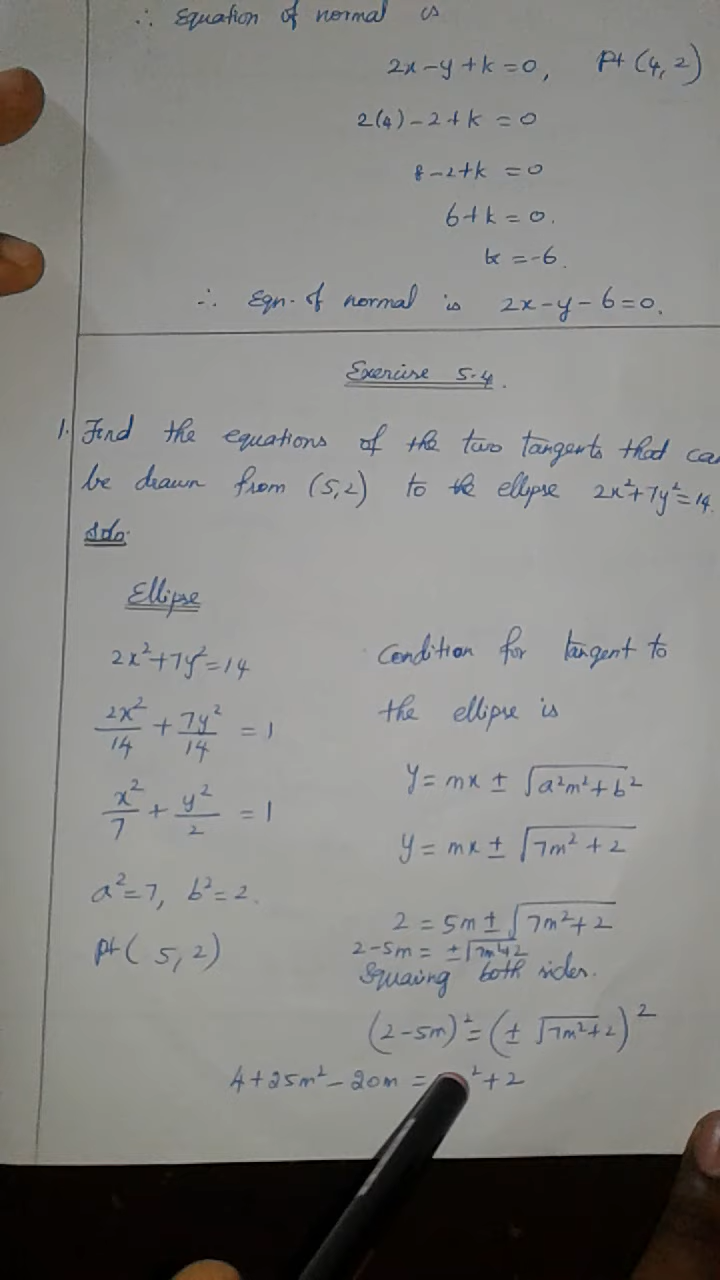 ∴ Equation of normal is
2x-y+k=0, Pt (4,2)
2(4)-2+k=0
8-2+k=0
6+k=0.
k=-6.
∴ Eqn. of normal is 2x-y-6=0.
Exercise 5.4.
1. Find the equations of the two tangents that can
be drawn from (5,2) to the ellipse 2x²+7y²=14.
Soln.
Ellipse
2x²+7y²=14
2x²/14 + 7y²/14 = 1
x²/7 + y²/2 = 1
a²=7, b²=2.
Pt (5,2)
Condition for tangent to
the ellipse is
y = mx ± √(a²m²+b²)
y = mx ± √(7m²+2)
2 = 5m ± √(7m²+2)
2-5m = ±√(7m²+2)
Squaing both sides.
(2-5m)² = (± √(7m²+2))²
4+25m²-20m = ²+2